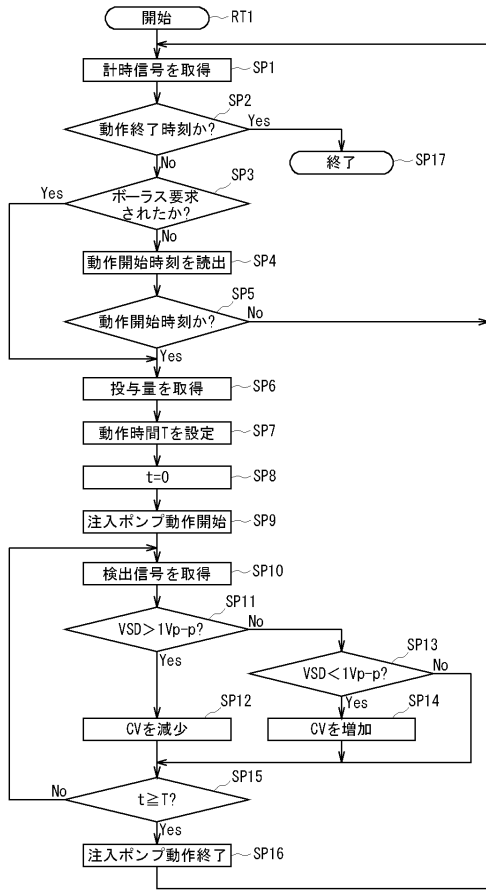 開始 RT1
計時信号を取得 SP1
動作終了時刻か? SP2
Yes
No
終了 SP17
ボーラス要求
されたか? SP3
Yes
No
動作開始時刻を読出 SP4
動作開始時刻か? SP5
No
Yes
投与量を取得 SP6
動作時間Tを設定 SP7
t=0 SP8
注入ポンプ動作開始 SP9
検出信号を取得 SP10
VSD>1Vp-p? SP11
No
Yes
VSD<1Vp-p? SP13
No
Yes
CVを減少 SP12
CVを増加 SP14
t≧T? SP15
No
Yes
注入ポンプ動作終了 SP16